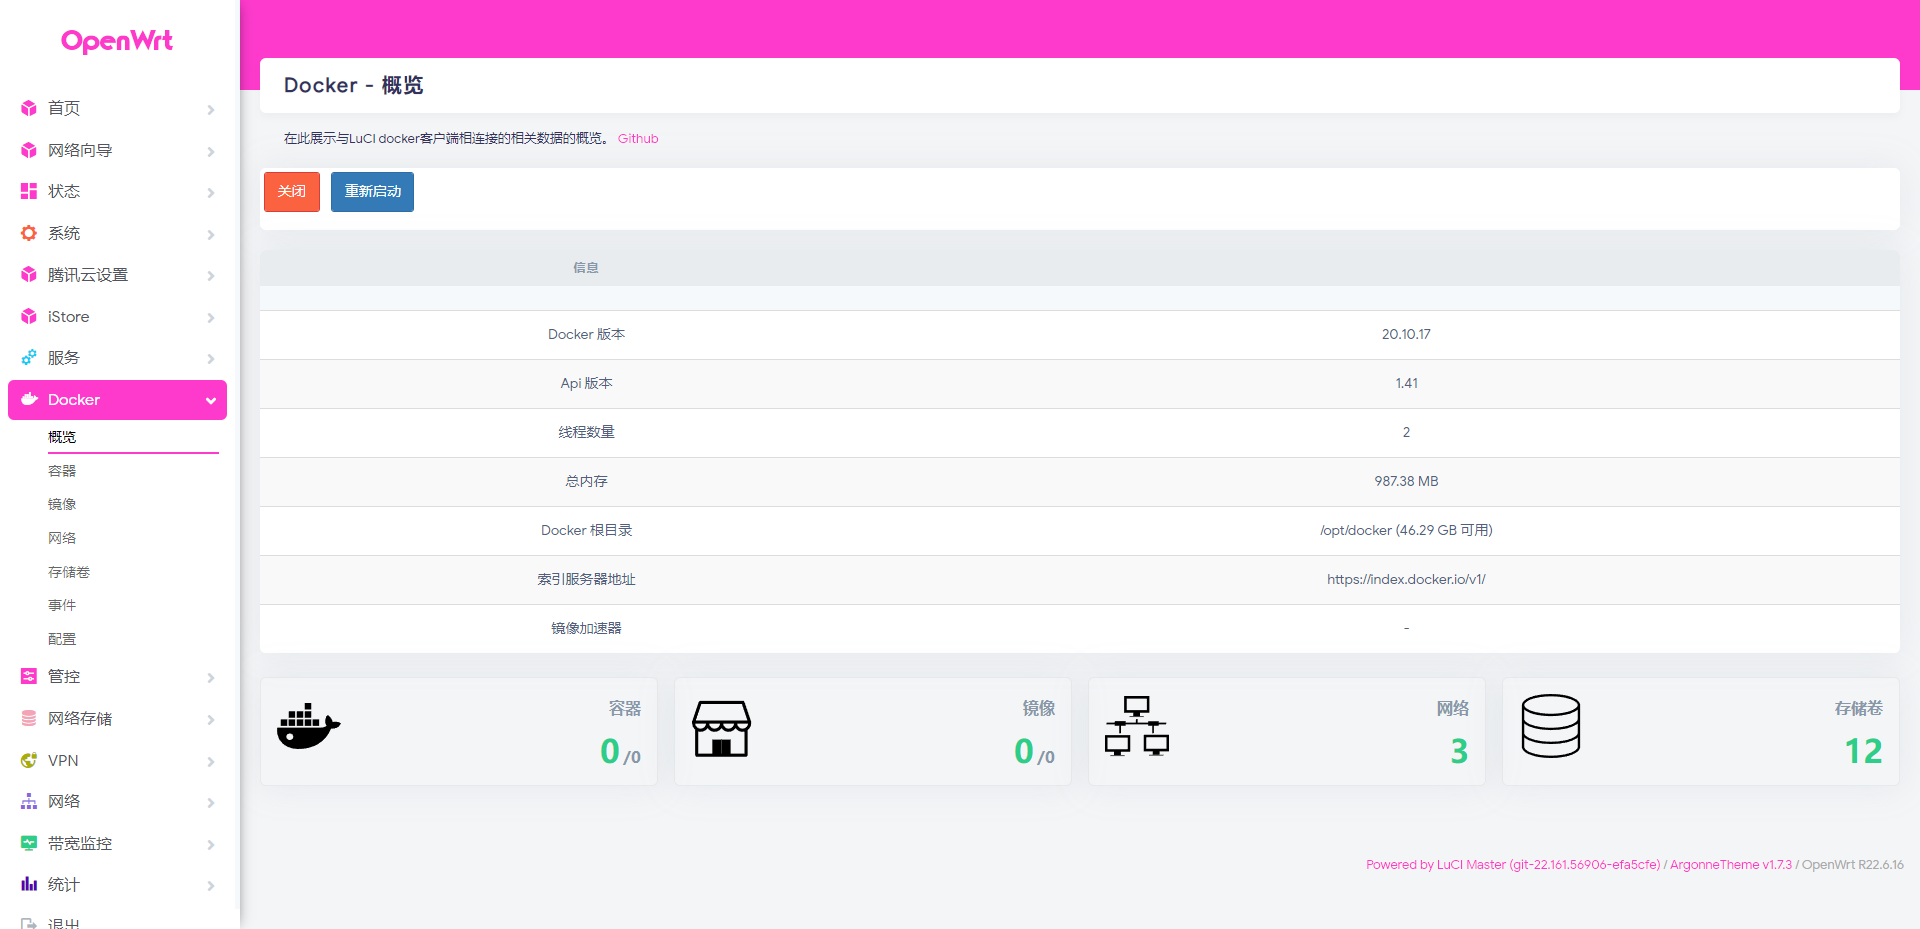 OpenWrt
首页
网络向导
状态
系统
腾讯云设置
iStore
服务
Docker
概览
容器
镜像
网络
存储卷
事件
配置
管控
网络存储
VPN
网络
带宽监控
统计
退出
Docker - 概览
在此展示与LuCI docker客户端相连接的相关数据的概览。 Github
关闭 重新启动
信息
Docker 版本 20.10.17
Api 版本 1.41
线程数量 2
总内存 987.38 MB
Docker 根目录 /opt/docker (46.29 GB 可用)
索引服务器地址 https://index.docker.io/v1/
镜像加速器 -
容器
0/0
镜像
0/0
网络
3
存储卷
12
Powered by LuCI Master (git-22.161.56906-efa5cfe) / ArgonneTheme v1.7.3 / OpenWrt R22.6.16